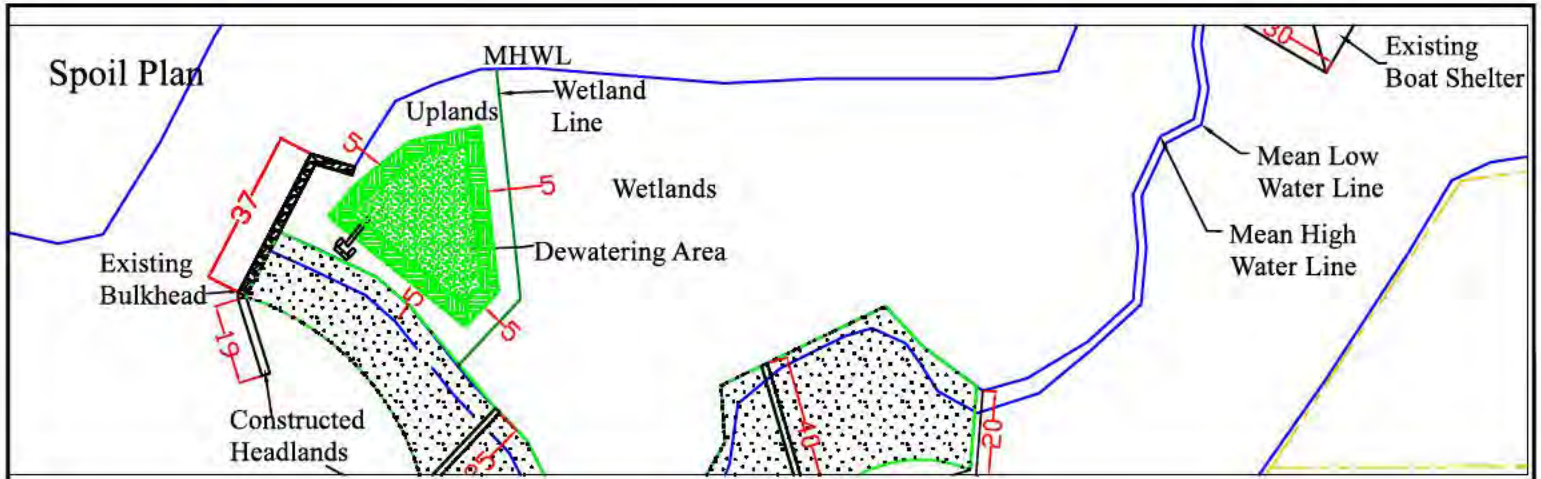 Spoil Plan
MHWL
Wetland
Line
Uplands
30
Existing
Boat Shelter
5
37
5
Wetlands
Mean Low
Water Line
Dewatering Area
Mean High
Water Line
Existing
Bulkhead
5
5
19
Constructed
Headlands
40
20